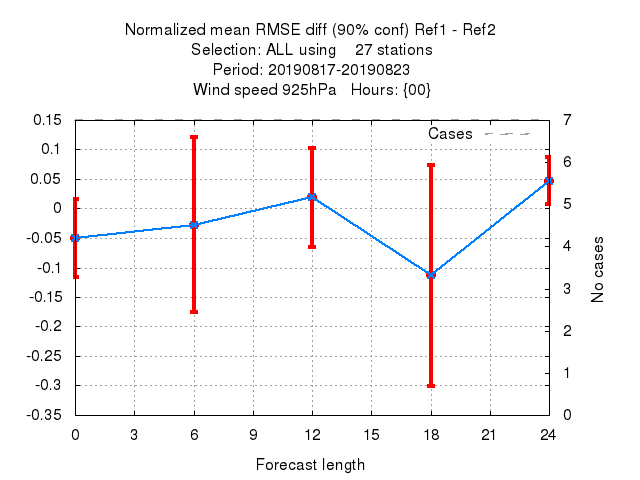 Normalized mean RMSE diff (90% conf) Ref1 - Ref2
Selection: ALL using    27 stations
Period: 20190817-20190823
Wind speed 925hPa   Hours: {00}
Cases
0.15
0.1
0.05
0
-0.05
-0.1
-0.15
-0.2
-0.25
-0.3
-0.35
7
6
5
4
3
2
1
0
No cases
0 3 6 9 12 15 18 21 24
Forecast length